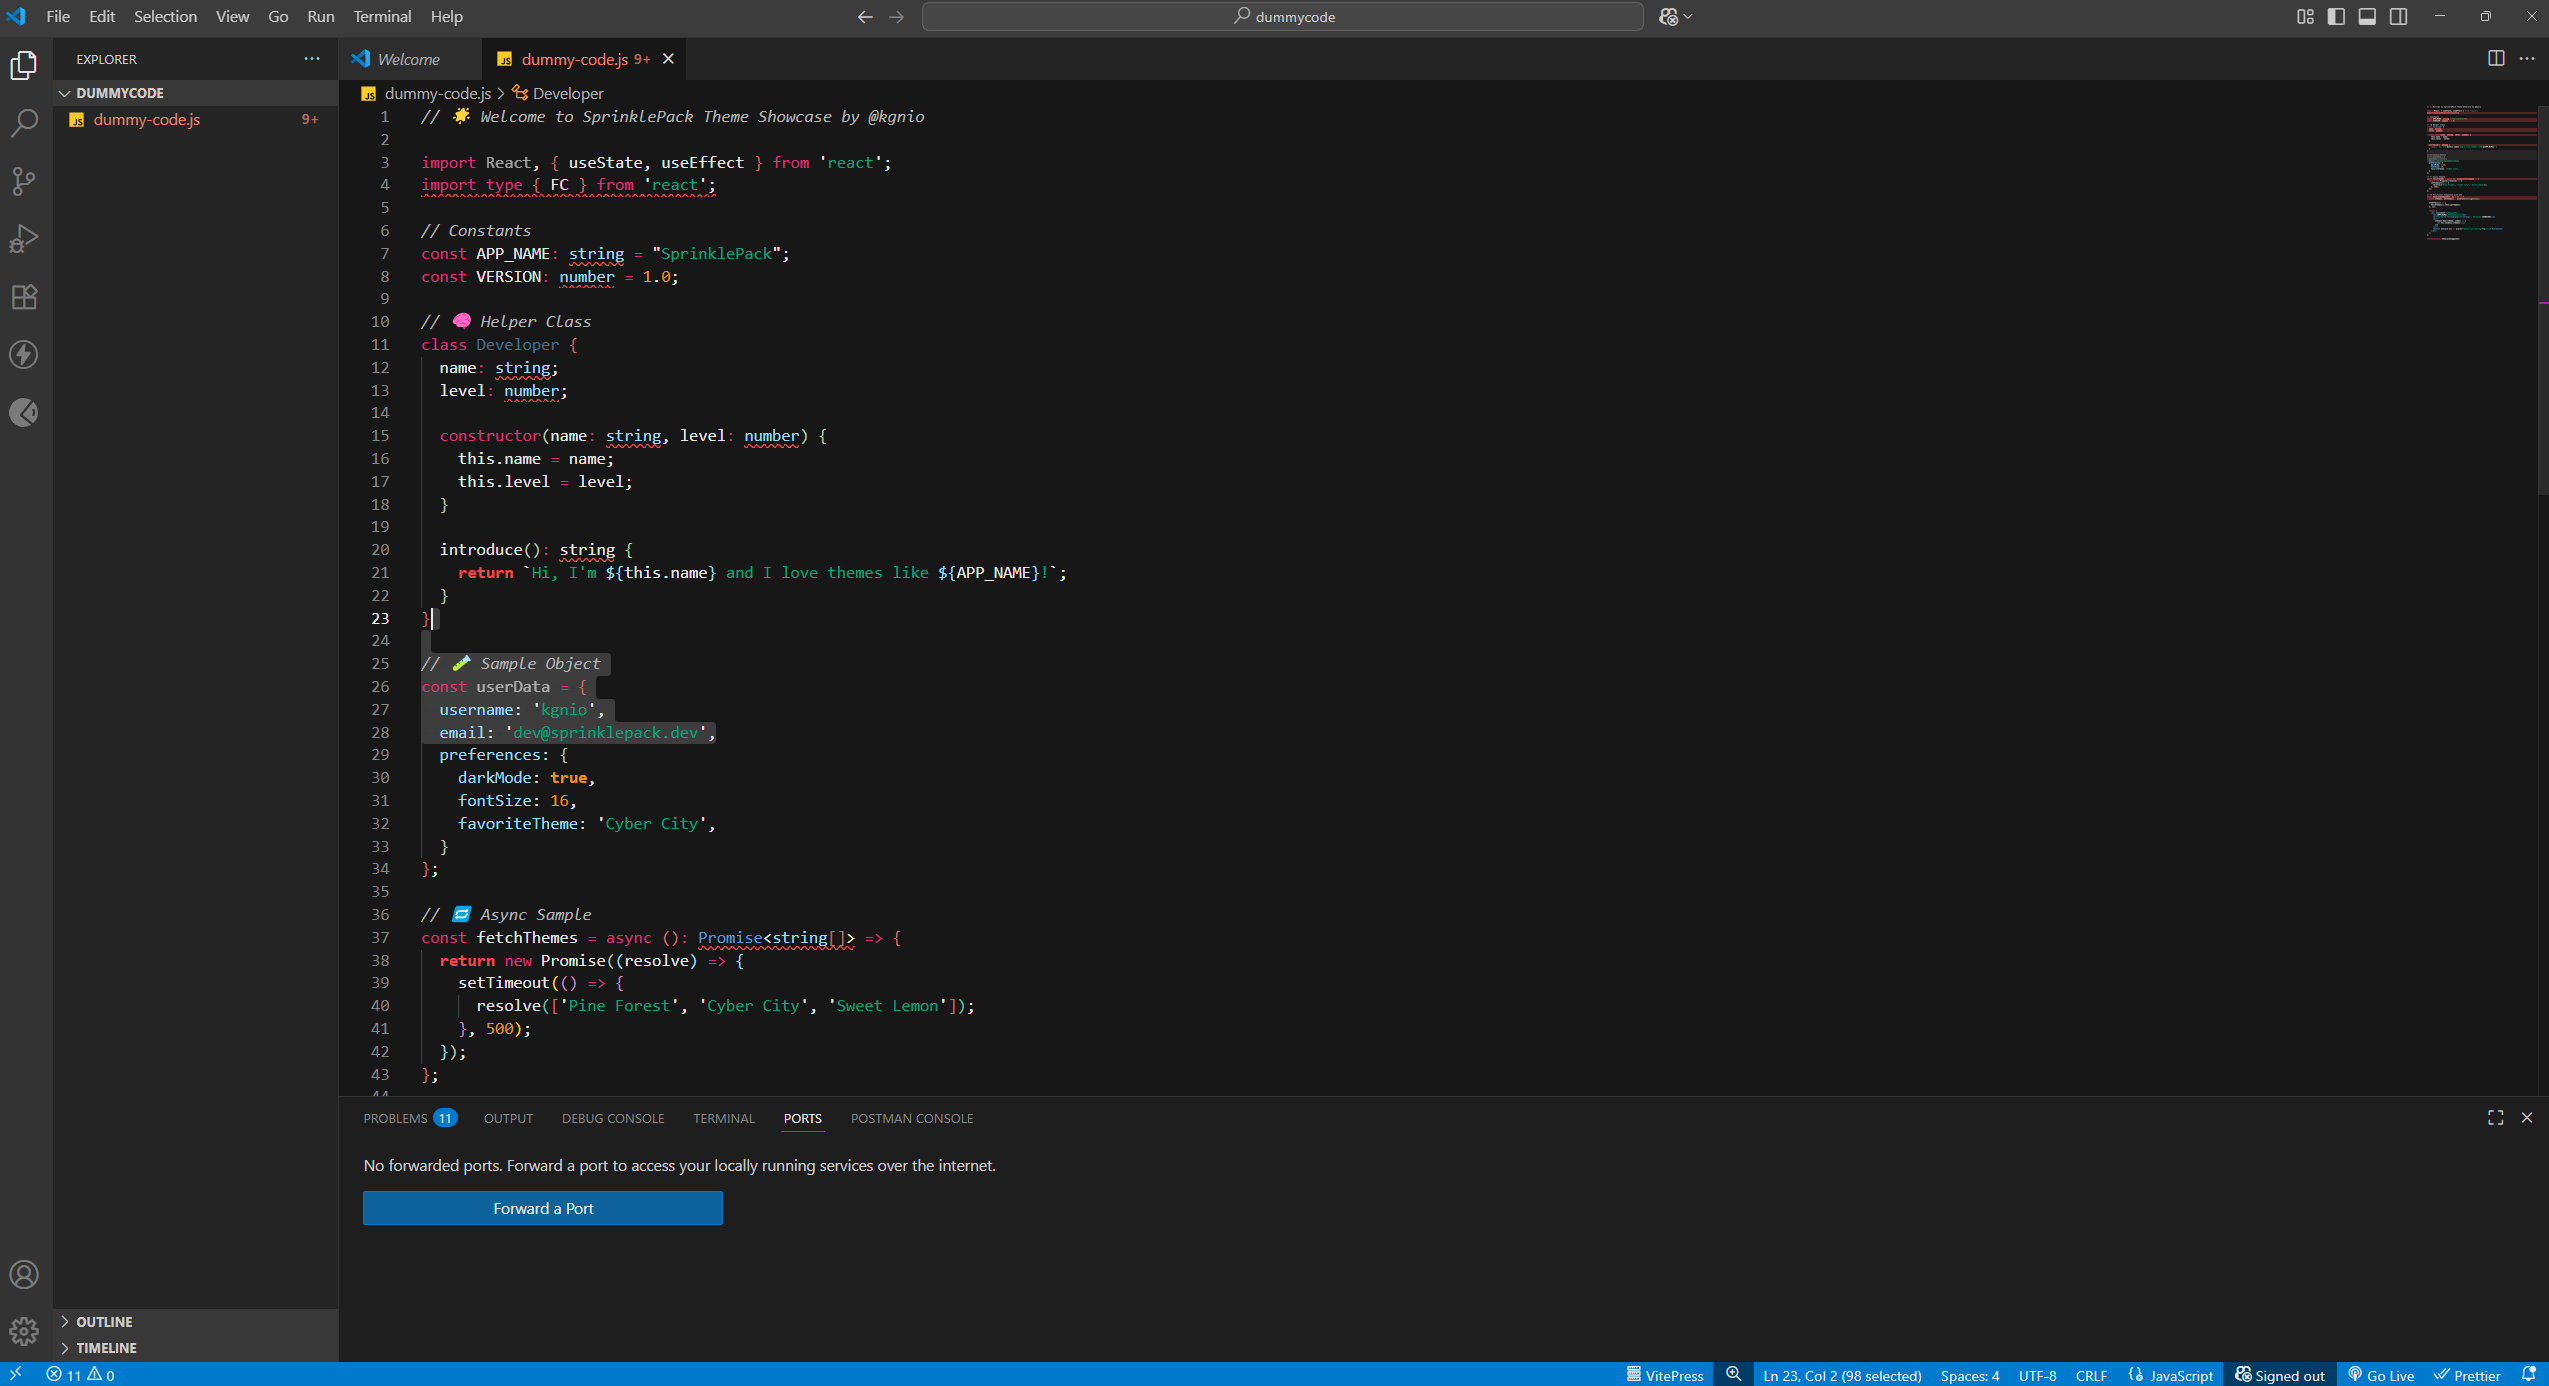 File Edit Selection View Go Run Terminal Help
dummycode
EXPLORER
Welcome
dummy-code.js 9+
DUMMYCODE
dummy-code.js 9+
dummy-code.js > Developer
1 // 🌟 Welcome to SprinklePack Theme Showcase by @kgnio
2
3 import React, { useState, useEffect } from 'react';
4 import type { FC } from 'react';
5
6 // Constants
7 const APP_NAME: string = "SprinklePack";
8 const VERSION: number = 1.0;
9
10 // 🧠 Helper Class
11 class Developer {
12 name: string;
13 level: number;
14
15 constructor(name: string, level: number) {
16 this.name = name;
17 this.level = level;
18 }
19
20 introduce(): string {
21 return `Hi, I'm ${this.name} and I love themes like ${APP_NAME}!`;
22 }
23 }
24
25 // 🧪 Sample Object
26 const userData = {
27 username: 'kgnio',
28 email: 'dev@sprinklepack.dev',
29 preferences: {
30 darkMode: true,
31 fontSize: 16,
32 favoriteTheme: 'Cyber City',
33 }
34 };
35
36 // 🔁 Async Sample
37 const fetchThemes = async (): Promise<string[]> => {
38 return new Promise((resolve) => {
39 setTimeout(() => {
40 resolve(['Pine Forest', 'Cyber City', 'Sweet Lemon']);
41 }, 500);
42 });
43 };
44
PROBLEMS 11 OUTPUT DEBUG CONSOLE TERMINAL PORTS POSTMAN CONSOLE
No forwarded ports. Forward a port to access your locally running services over the internet.
Forward a Port
OUTLINE
TIMELINE
11 0
VitePress
Ln 23, Col 2 (98 selected) Spaces: 4 UTF-8 CRLF {} JavaScript Signed out Go Live Prettier